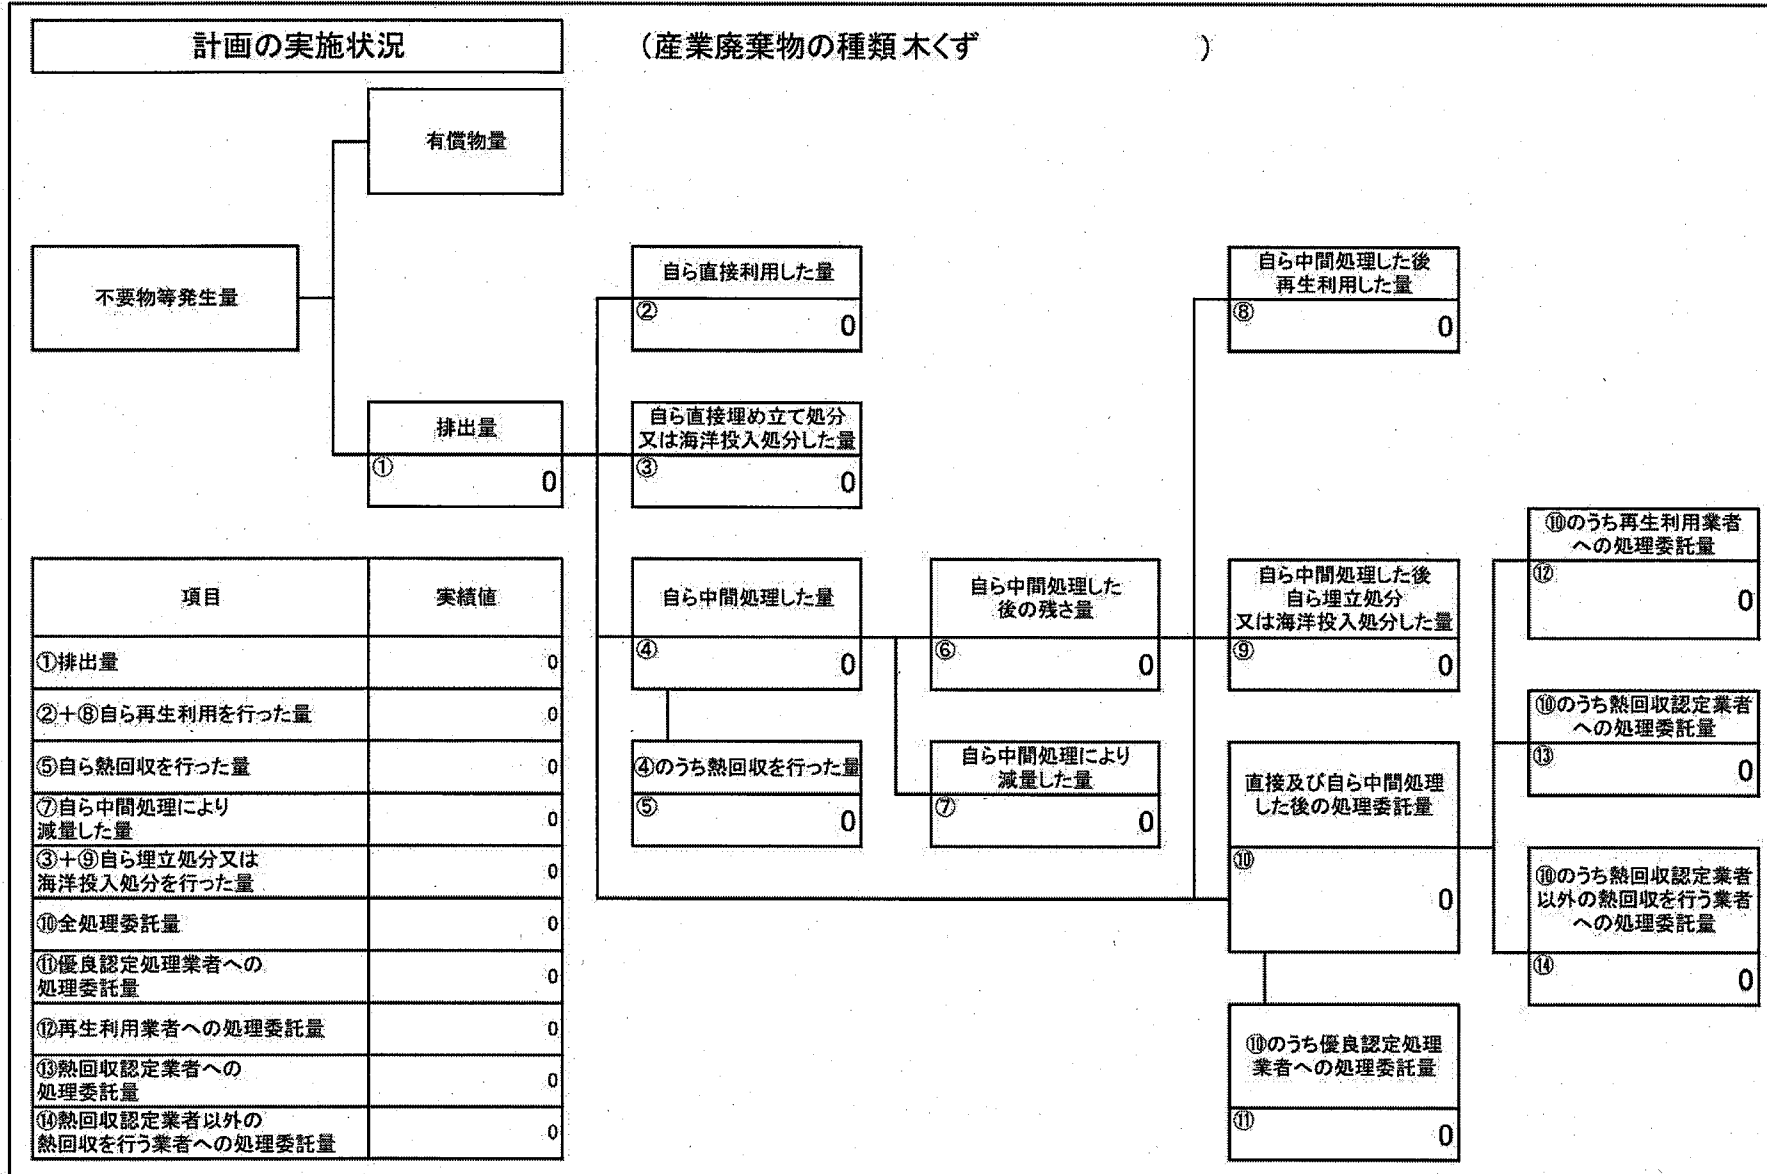 計画の実施状況
(産業廃棄物の種類 木くず )
有償物量
不要物等発生量
排出量
①
0
自ら直接利用した量
②
0
自ら直接埋め立て処分
又は海洋投入処分した量
③
0
自ら中間処理した量
④
0
④のうち熱回収を行った量
⑤
0
自ら中間処理した
後の残さ量
⑥
0
自ら中間処理により
減量した量
⑦
0
自ら中間処理した後
再生利用した量
⑧
0
自ら中間処理した後
自ら埋立処分
又は海洋投入処分した量
⑨
0
直接及び自ら中間処理
した後の処理委託量
⑩
0
⑩のうち優良認定処理
業者への処理委託量
⑪
0
⑩のうち再生利用業者
への処理委託量
⑫
0
⑩のうち熱回収認定業者
への処理委託量
⑬
0
⑩のうち熱回収認定業者
以外の熱回収を行う業者
への処理委託量
⑭
0
項目 実績値
①排出量 0
②+⑧自ら再生利用を行った量 0
⑤自ら熱回収を行った量 0
⑦自ら中間処理により
減量した量 0
③+⑨自ら埋立処分又は
海洋投入処分を行った量 0
⑩全処理委託量 0
⑪優良認定処理業者への
処理委託量 0
⑫再生利用業者への処理委託量 0
⑬熱回収認定業者への
処理委託量 0
⑭熱回収認定業者以外の
熱回収を行う業者への処理委託量 0